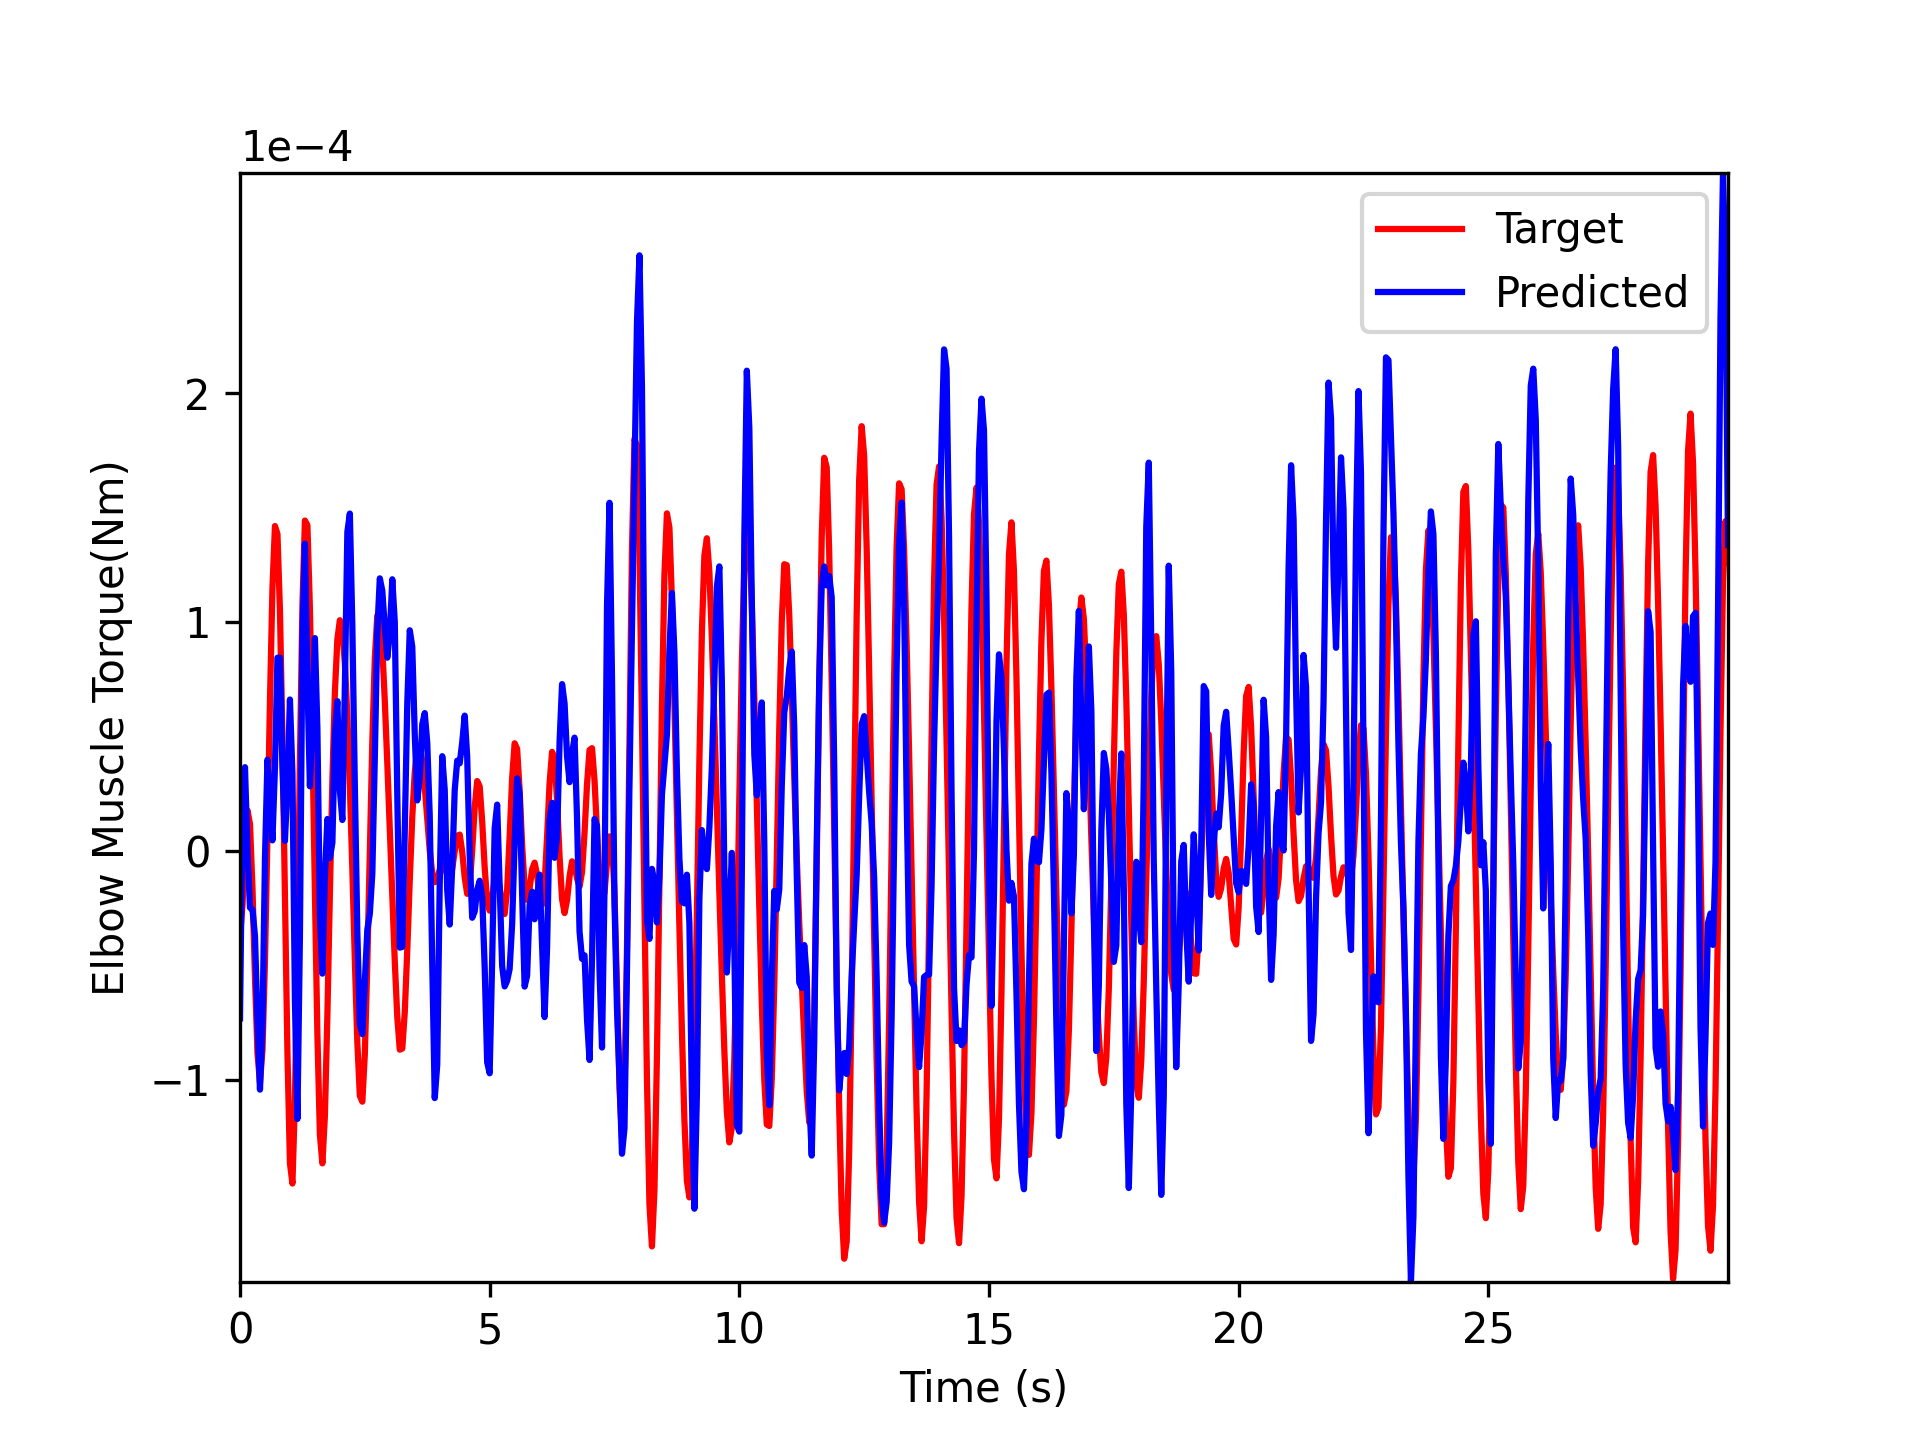 1e−4
Target
Predicted
Elbow Muscle Torque(Nm)
2
1
0
−1
0 5 10 15 20 25
Time (s)